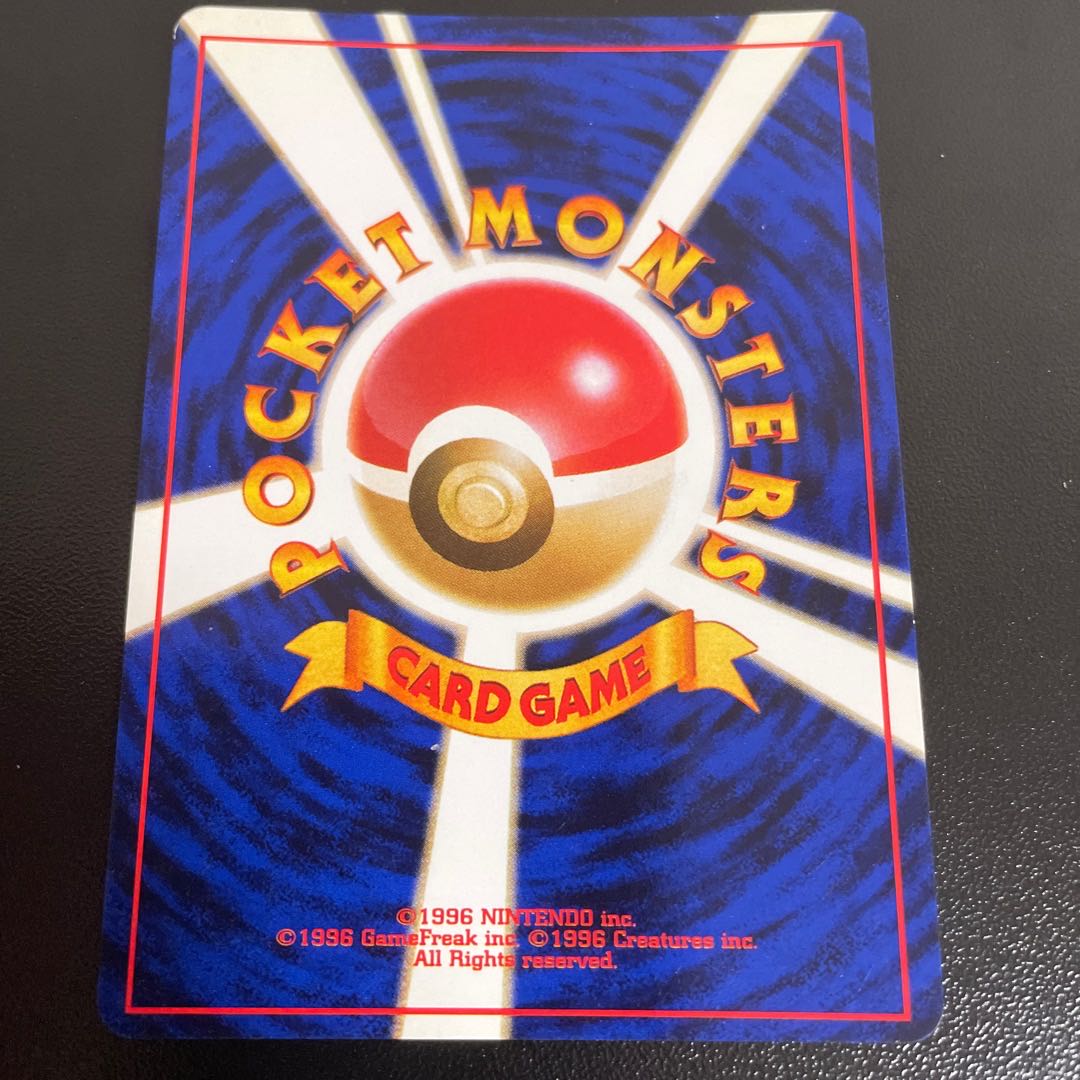 POCKET MONSTERS
CARD GAME
©1996 NINTENDO inc.
©1996 GameFreak inc. ©1996 Creatures inc.
All Rights reserved.